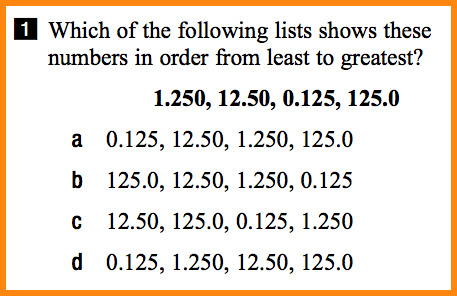 1 Which of the following lists shows these
numbers in order from least to greatest?
1.250, 12.50, 0.125, 125.0
a 0.125, 12.50, 1.250, 125.0
b 125.0, 12.50, 1.250, 0.125
c 12.50, 125.0, 0.125, 1.250
d 0.125, 1.250, 12.50, 125.0